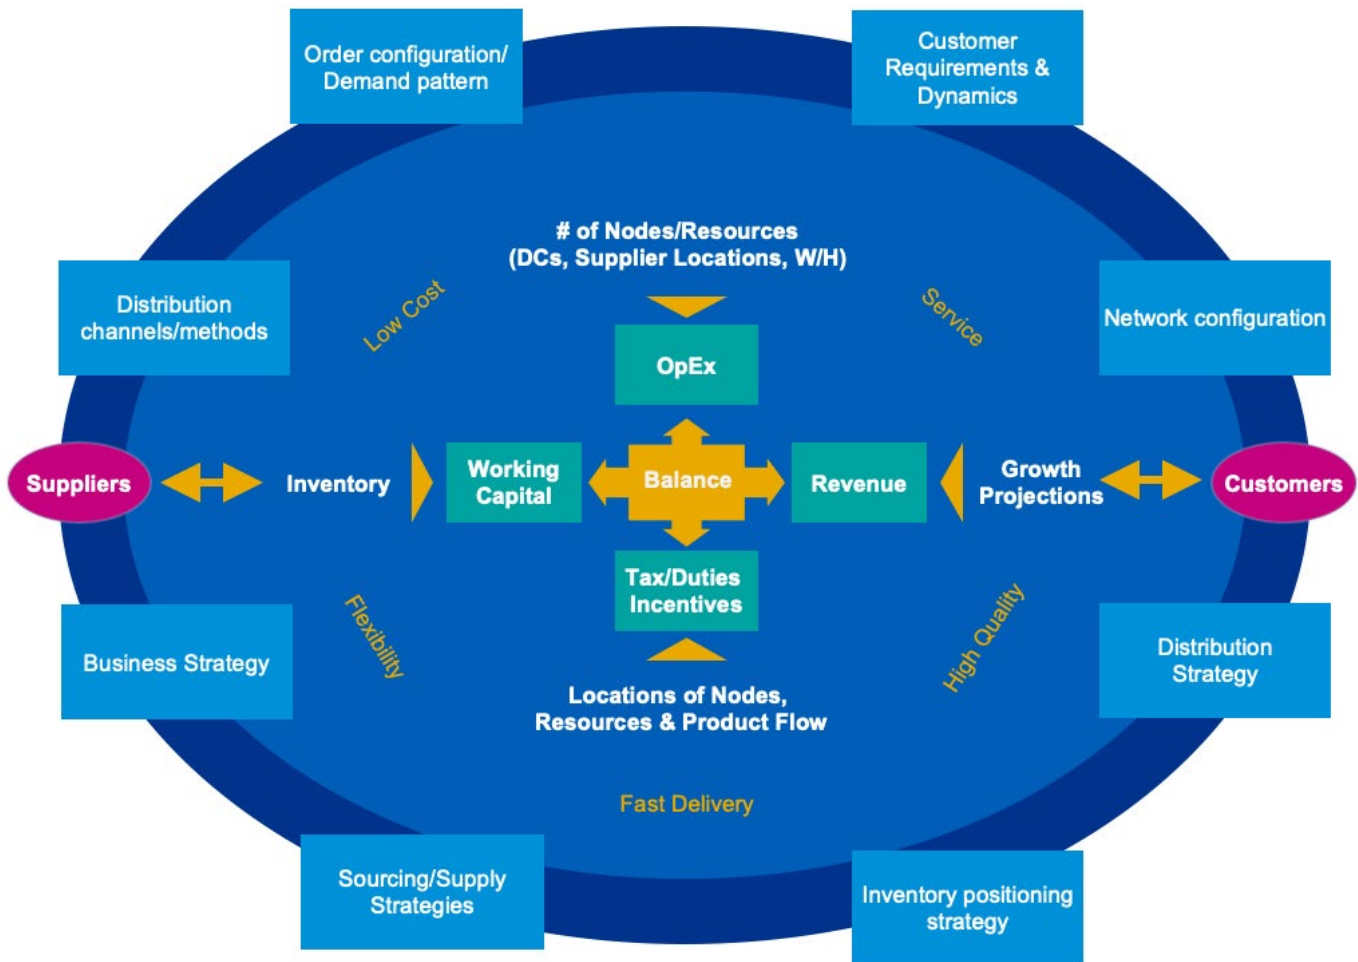 Order configuration/
Demand pattern
Customer
Requirements &
Dynamics
# of Nodes/Resources
(DCs, Supplier Locations, W/H)
Distribution
channels/methods
Low Cost
Service
Network configuration
OpEx
Suppliers
Inventory
Working
Capital
Balance
Revenue
Growth
Projections
Customers
Tax/Duties
Incentives
Business Strategy
Flexibility
High Quality
Distribution
Strategy
Locations of Nodes,
Resources & Product Flow
Fast Delivery
Sourcing/Supply
Strategies
Inventory positioning
strategy